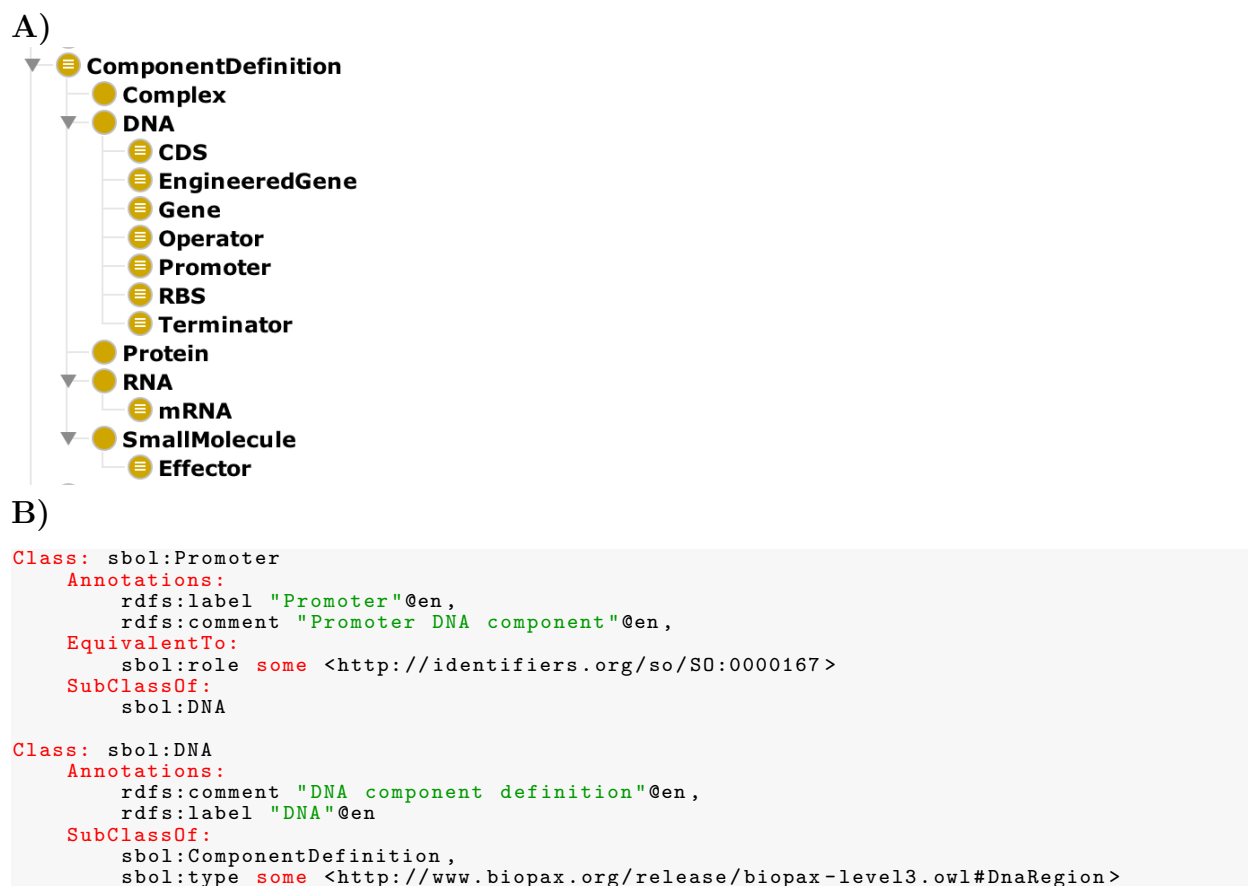 A)
ComponentDefinition
Complex
DNA
CDS
EngineeredGene
Gene
Operator
Promoter
RBS
Terminator
Protein
RNA
mRNA
SmallMolecule
Effector
B)
Class: sbol:Promoter
Annotations:
rdfs:label "Promoter"@en,
rdfs:comment "Promoter DNA component"@en,
EquivalentTo:
sbol:role some <http://identifiers.org/so/SO:0000167>
SubClassOf:
sbol:DNA
Class: sbol:DNA
Annotations:
rdfs:comment "DNA component definition"@en,
rdfs:label "DNA"@en
SubClassOf:
sbol:ComponentDefinition,
sbol:type some <http://www.biopax.org/release/biopax-level3.owl#DnaRegion>